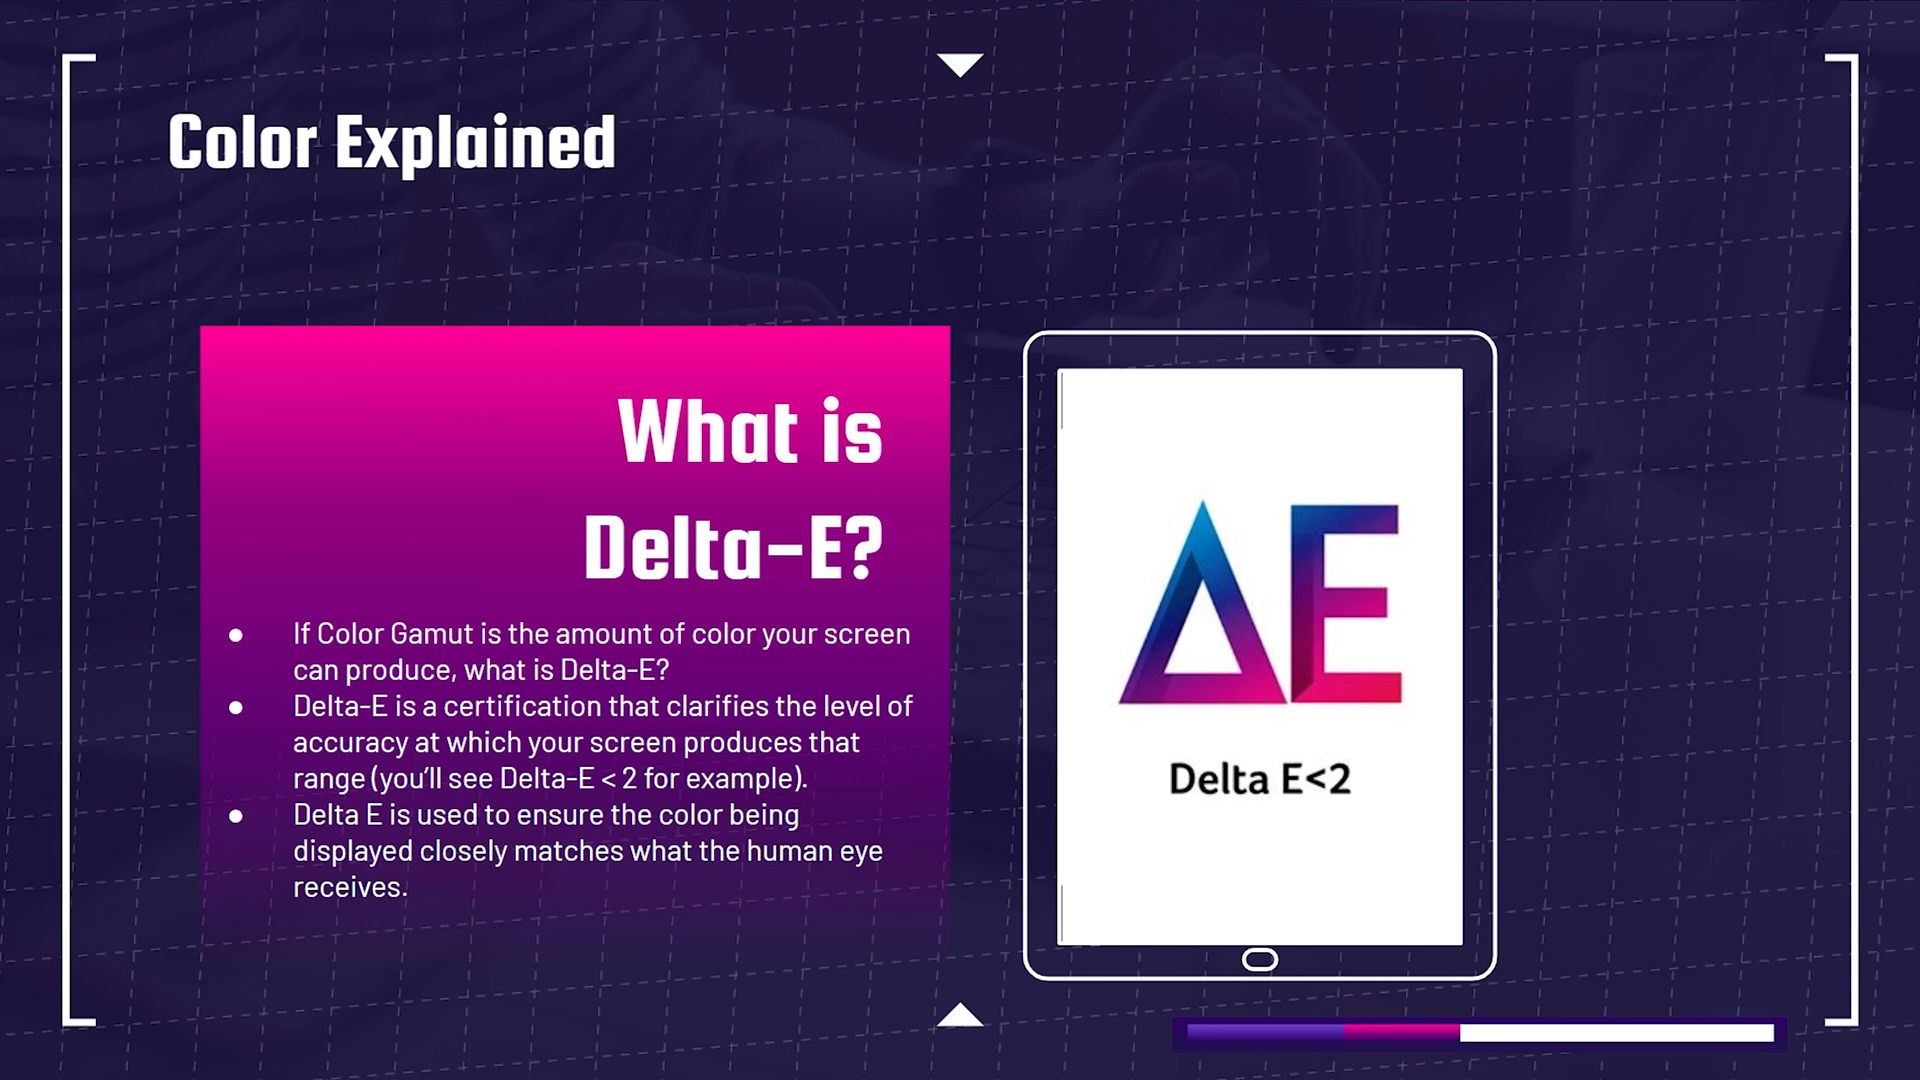 Color Explained
What is
Delta-E?
● If Color Gamut is the amount of color your screen
can produce, what is Delta-E?
● Delta-E is a certification that clarifies the level of
accuracy at which your screen produces that
range (you'll see Delta-E < 2 for example).
● Delta E is used to ensure the color being
displayed closely matches what the human eye
receives.
ΔE
Delta E<2